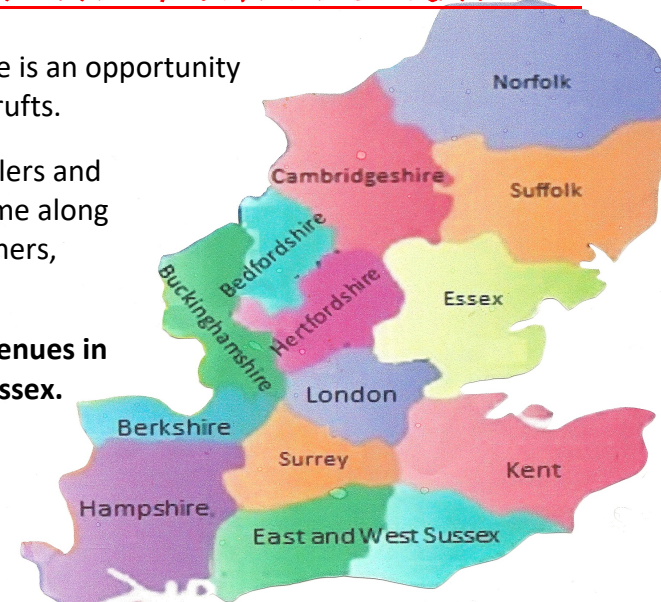 e is an opportunity
rufts.
lers and
me along
ners,
enues in
ssex.
Norfolk
Cambridgeshire
Suffolk
Bedfordshire
Buckinghamshire
Hertfordshire
Essex
London
Berkshire
Surrey
Kent
Hampshire
East and West Sussex